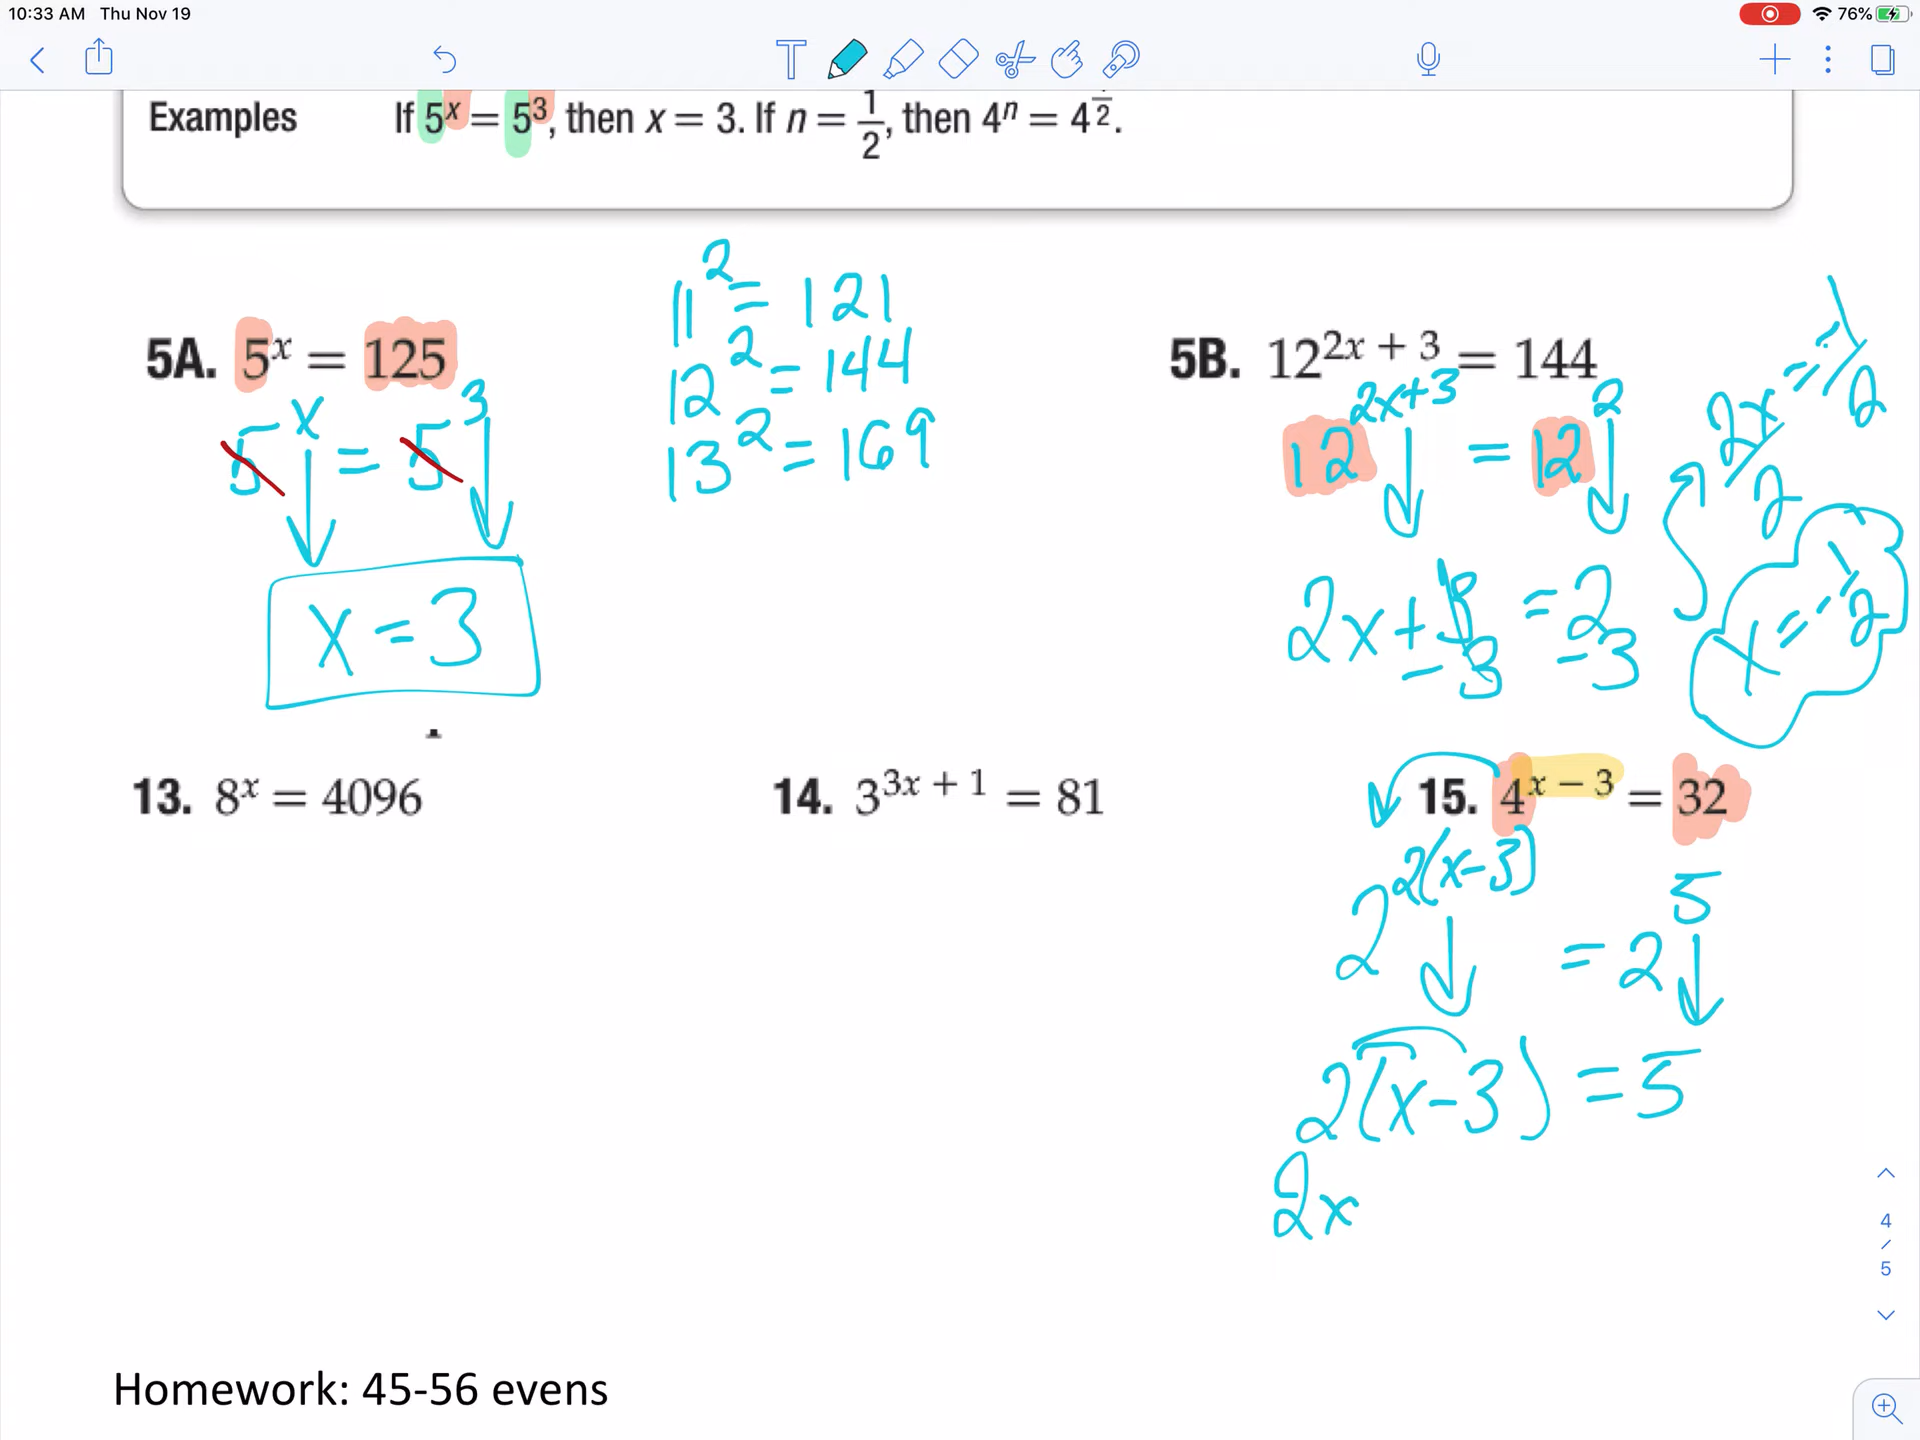 10:33 AM Thu Nov 19
76%
T
Examples If 5^x = 5^3, then x = 3. If n = 1/2, then 4^n = 4^1/2.
5A. 5^x = 125
5^x = 5^3
x = 3
11^2 = 121
12^2 = 144
13^2 = 169
5B. 12^2x + 3 = 144
12^2x+3 = 12^2
2x+3 = 2
-3 -3
2x/2 = -1/2
x = -1/2
13. 8^x = 4096
14. 3^3x + 1 = 81
15. 4^x − 3 = 32
2^2(x-3) = 2^5
2(x-3) = 5
2x
4
/
5
Homework: 45-56 evens